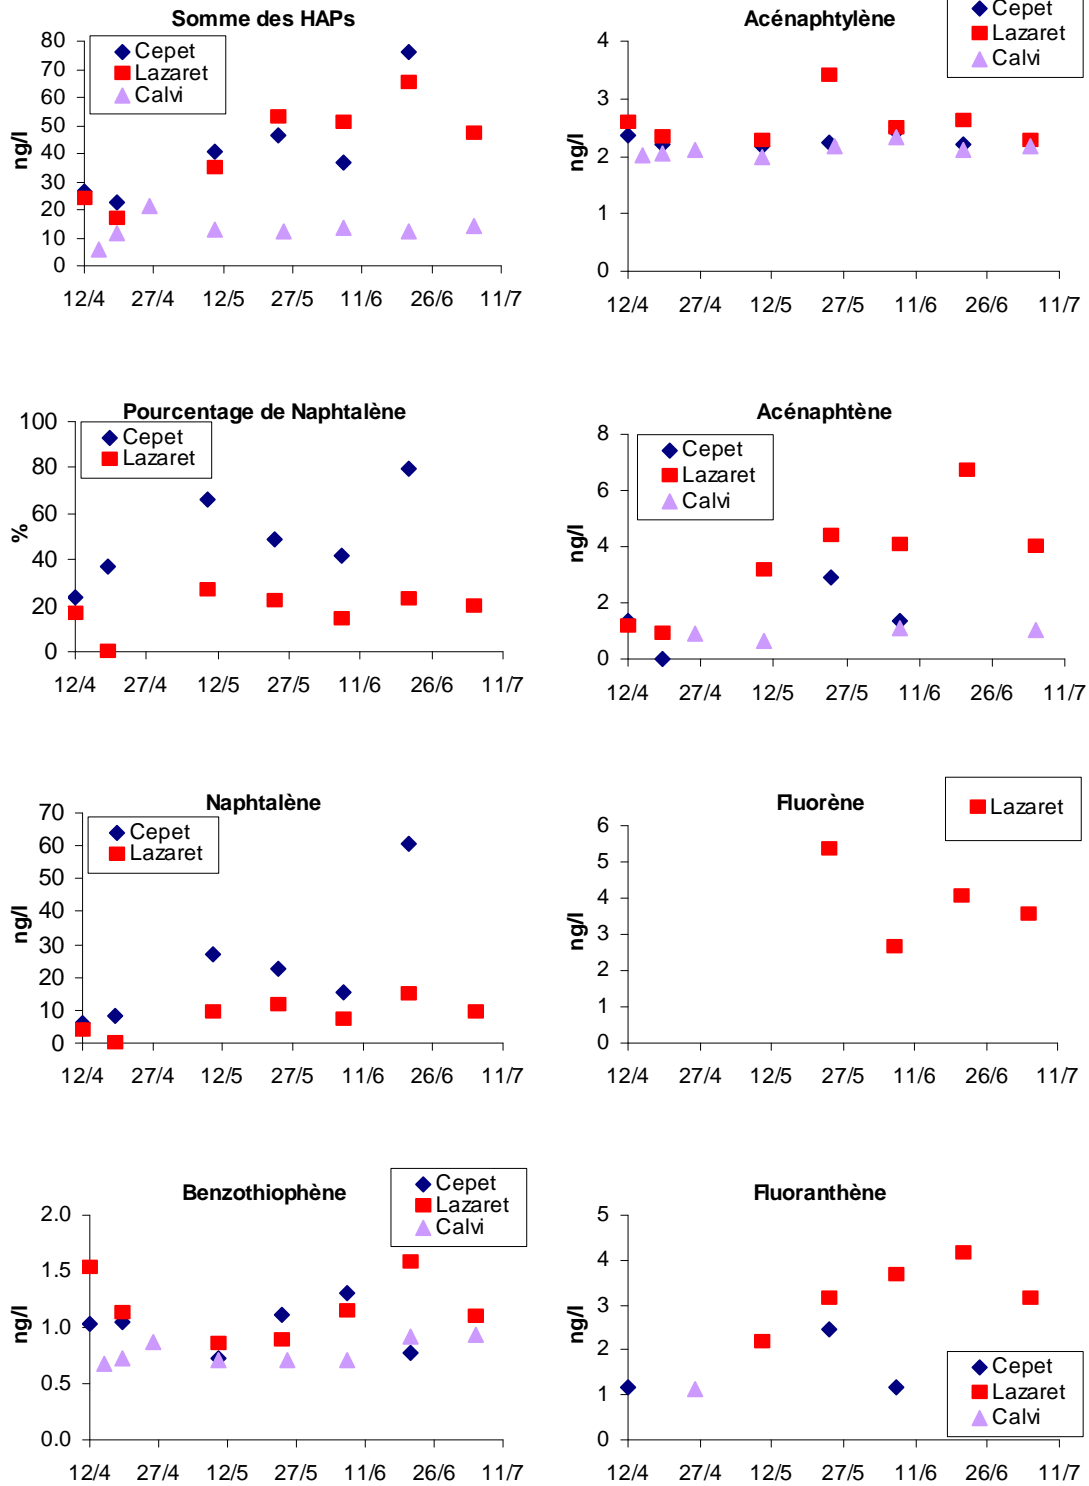 Somme des HAPs
ng/l
80
70
60
50
40
30
20
10
0
Cepet
Lazaret
Calvi
12/4 27/4 12/5 27/5 11/6 26/6 11/7
Acénaphtylène
ng/l
4
3
2
1
0
Cepet
Lazaret
Calvi
12/4 27/4 12/5 27/5 11/6 26/6 11/7
Pourcentage de Naphtalène
%
100
80
60
40
20
0
Cepet
Lazaret
12/4 27/4 12/5 27/5 11/6 26/6 11/7
Acénaphtène
ng/l
8
6
4
2
0
Cepet
Lazaret
Calvi
12/4 27/4 12/5 27/5 11/6 26/6 11/7
Naphtalène
ng/l
70
60
50
40
30
20
10
0
Cepet
Lazaret
12/4 27/4 12/5 27/5 11/6 26/6 11/7
Fluorène
ng/l
6
5
4
3
2
1
0
Lazaret
12/4 27/4 12/5 27/5 11/6 26/6 11/7
Benzothiophène
ng/l
2.0
1.5
1.0
0.5
0.0
Cepet
Lazaret
Calvi
12/4 27/4 12/5 27/5 11/6 26/6 11/7
Fluoranthène
ng/l
5
4
3
2
1
0
Cepet
Lazaret
Calvi
12/4 27/4 12/5 27/5 11/6 26/6 11/7